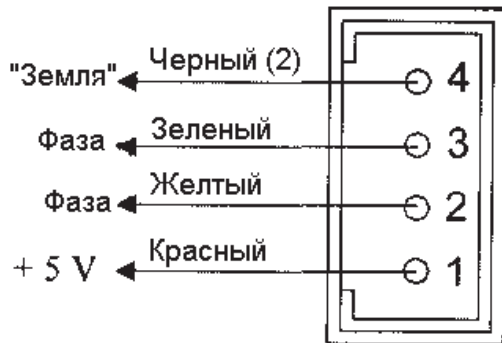 "Земля" Черный (2) 4
Фаза Зеленый 3
Фаза Желтый 2
+ 5 V Красный 1